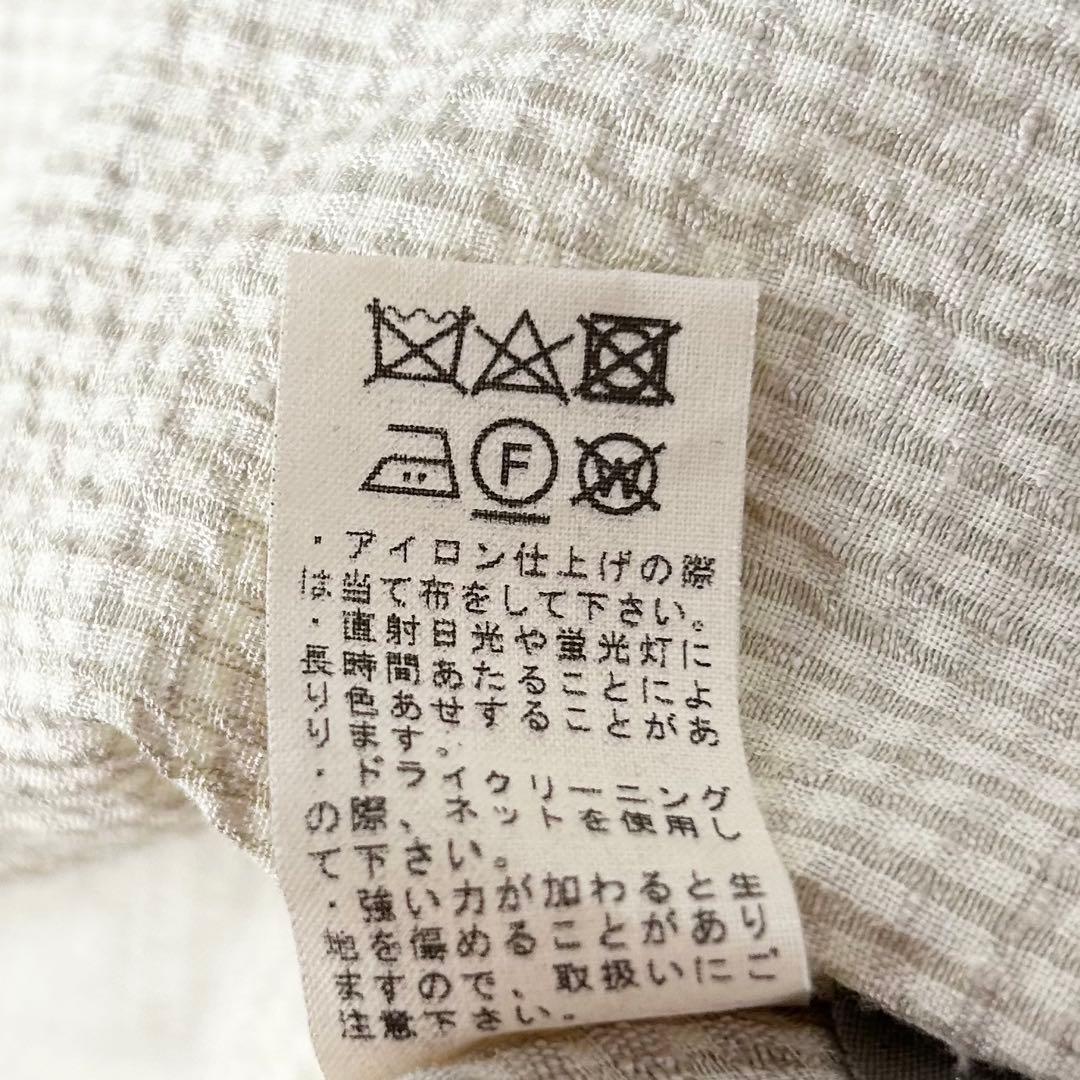 F
W
・アイロン仕上げの際
は当て布をして下さい。
・直射日光や蛍光灯に
長時間あたることによ
り色あせすることがあ
ります。
・ドライクリーニング
の際、ネットを使用し
て下さい。
・強い力が加わると生
地を傷めることがあり
ますので、取扱いにご
注意下さい。